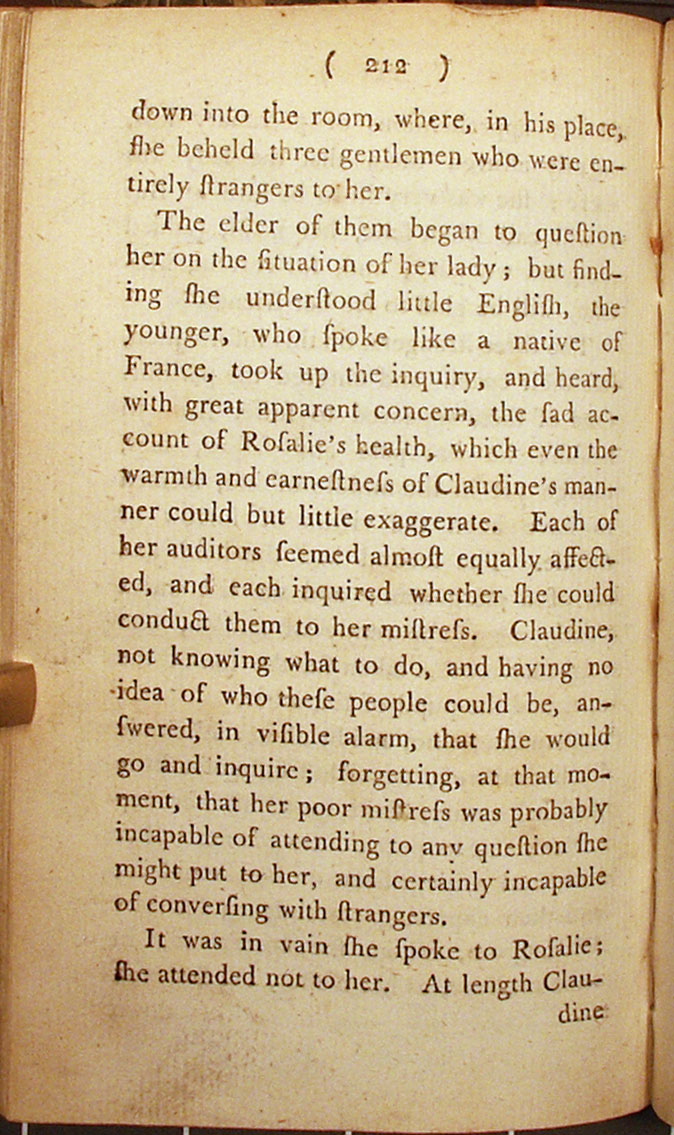 ( 212 )
down into the room, where, in his place,
ſhe beheld three gentlemen who were en-
tirely ſtrangers to her.
The elder of them began to queſtion
her on the ſituation of her lady ; but find-
ing ſhe underſtood little Engliſh, the
younger, who ſpoke like a native of
France, took up the inquiry, and heard,
with great apparent concern, the ſad ac-
count of Roſalie's health, which even the
warmth and earneſtneſs of Claudine's man-
ner could but little exaggerate. Each of
her auditors ſeemed almoſt equally affect-
ed, and each inquired whether ſhe could
conduct them to her miſtreſs. Claudine,
not knowing what to do, and having no
idea of who theſe people could be, an-
ſwered, in viſible alarm, that ſhe would
go and inquire ; forgetting, at that mo-
ment, that her poor miſtreſs was probably
incapable of attending to any queſtion ſhe
might put to her, and certainly incapable
of converſing with ſtrangers.
It was in vain ſhe ſpoke to Roſalie ;
ſhe attended not to her. At length Clau-
dine